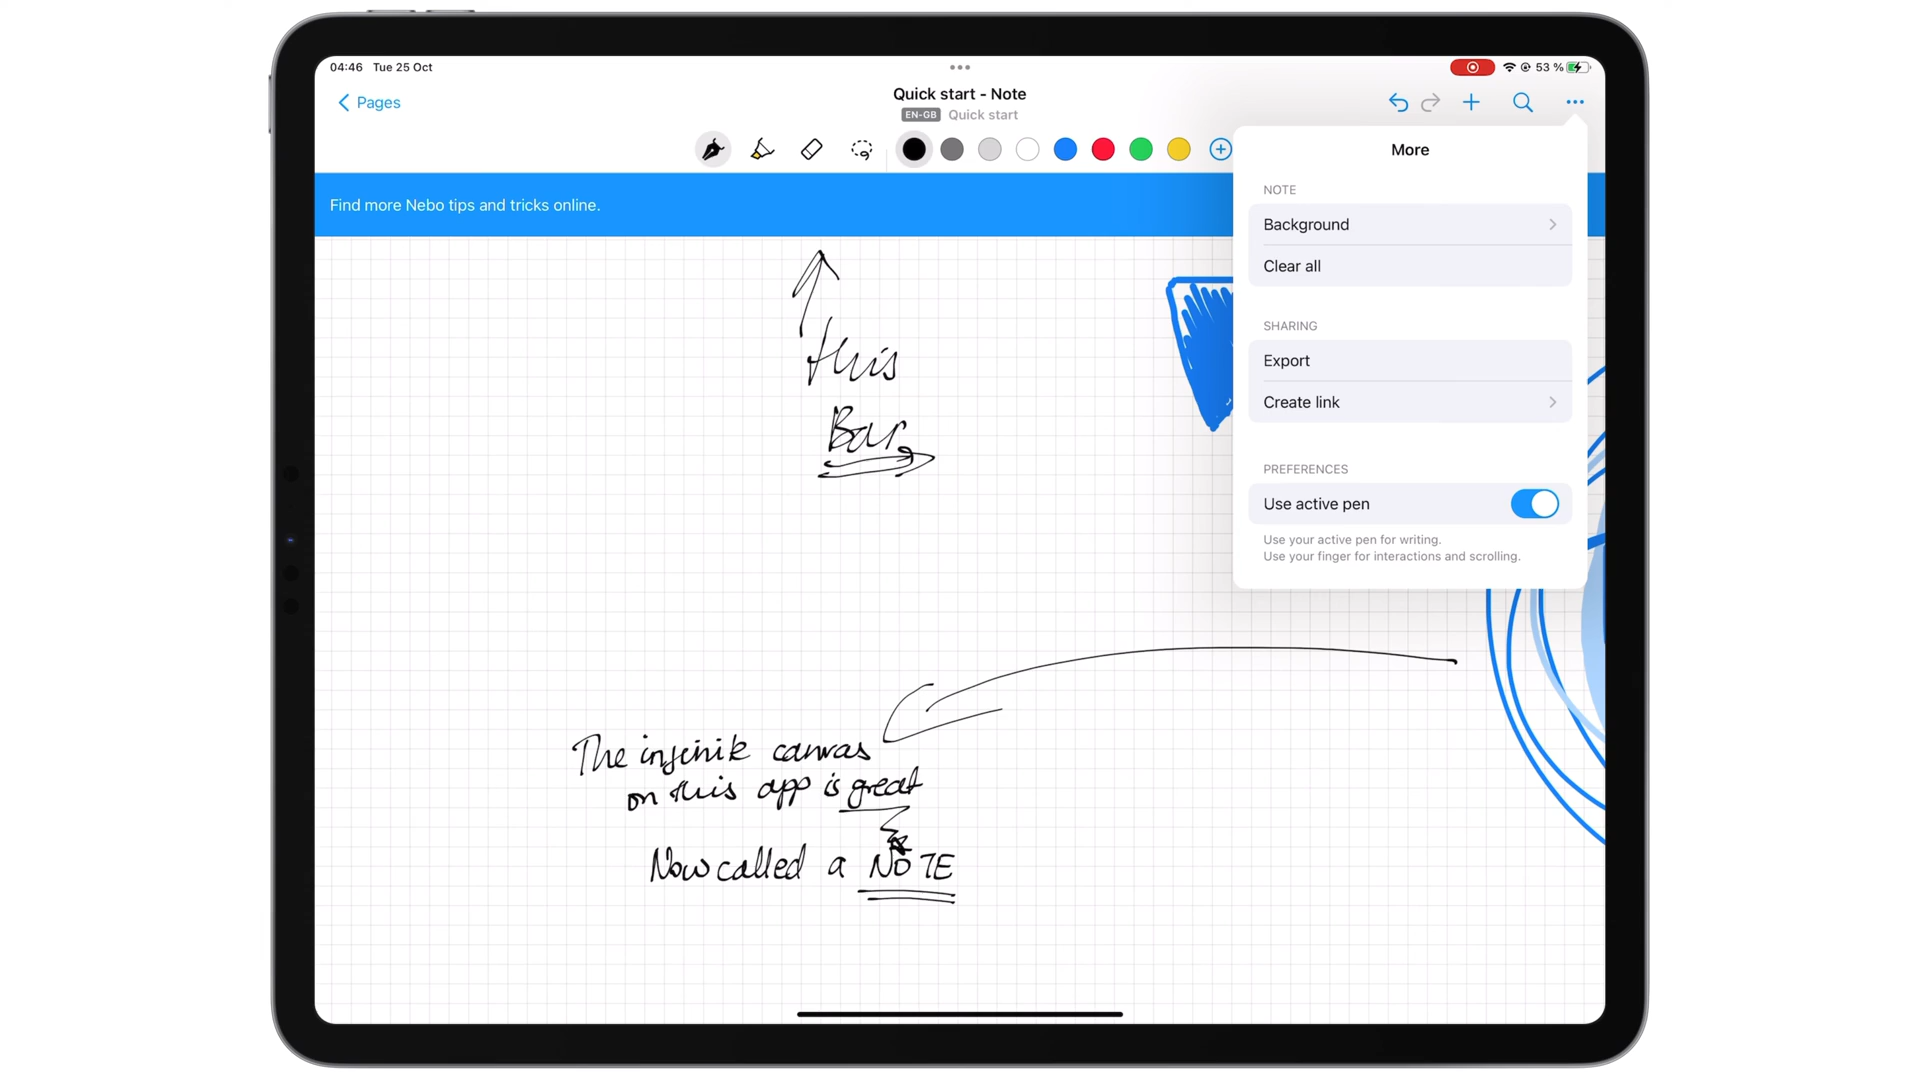 04:46 Tue 25 Oct
53 %
Pages
Quick start - Note
EN-GB Quick start
More
Find more Nebo tips and tricks online.
NOTE
Background
Clear all
SHARING
Export
Create link
PREFERENCES
Use active pen
Use your active pen for writing.
Use your finger for interactions and scrolling.
this
Bar
The infinite canvas
on this app is great
Now called a NOTE